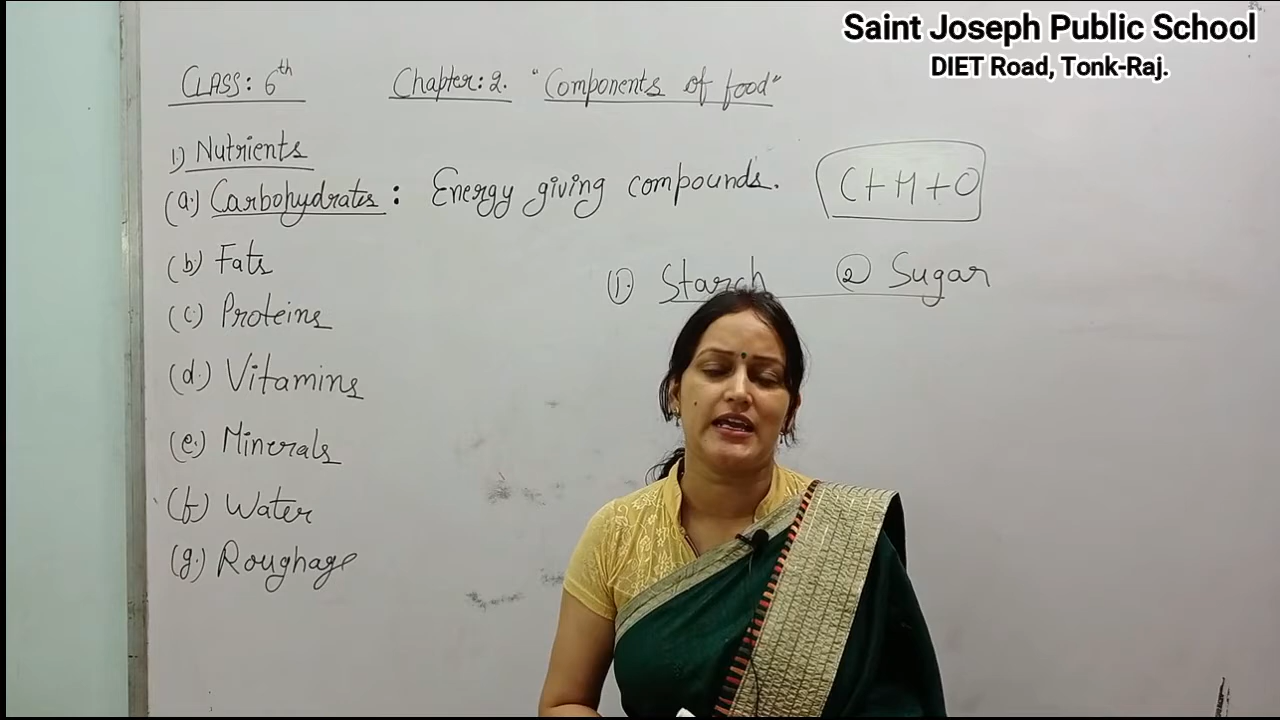 Saint Joseph Public School
DIET Road, Tonk-Raj.
CLASS: 6th Chapter: 2. "Components of food"
1) Nutrients
(a.) Carbohydrates : Energy giving compounds. C+H+O
(b) Fats
1. Starch 2 Sugar
(c.) Proteins
(d.) Vitamins
(e.) Minerals
(f.) Water
(g.) Roughage